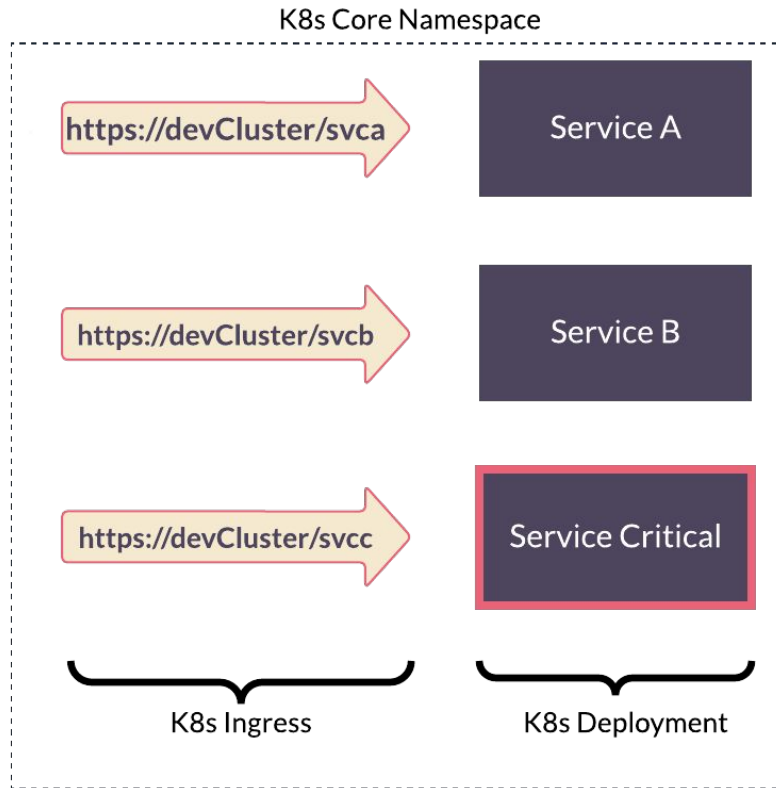 K8s Core Namespace
https://devCluster/svca
Service A
https://devCluster/svcb
Service B
https://devCluster/svcc
Service Critical
K8s Ingress
K8s Deployment